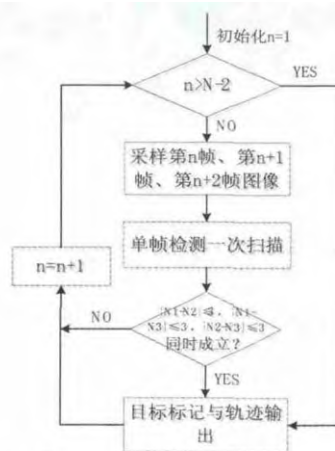 初始化n=1
n>N-2
YES
NO
采样第n帧、第n+1
帧、第n+2帧图像
单帧检测一次扫描
n=n+1
|N1-N2|≤3，|N1-
N3|≤3，|N2-N3|≤3
同时成立？
NO
YES
目标标记与轨迹输
出